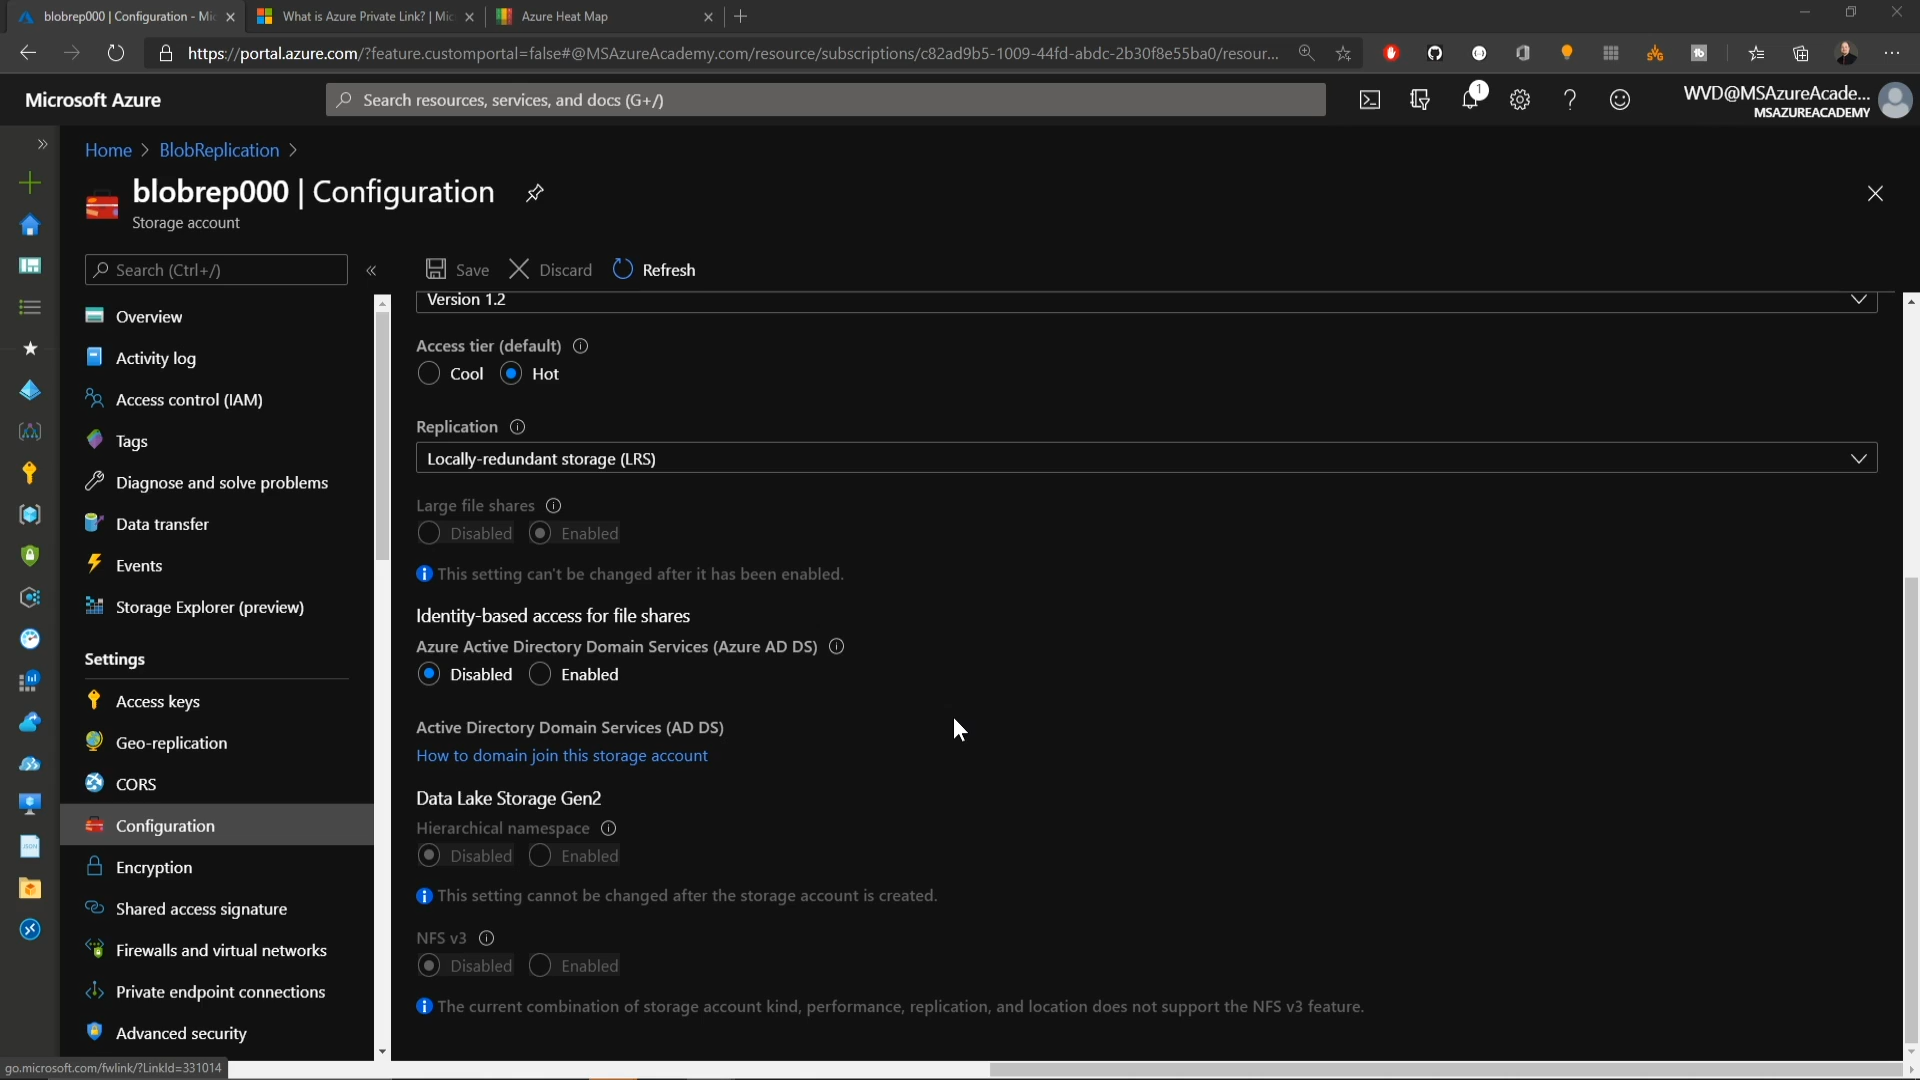 blobrep000 | Configuration - Mi
What is Azure Private Link? | Mic
Azure Heat Map
https://portal.azure.com/?feature.customportal=false#@MSAzureAcademy.com/resource/subscriptions/c82ad9b5-1009-44fd-abdc-2b30f8e55ba0/resour...
Microsoft Azure
Search resources, services, and docs (G+/)
1
WVD@MSAzureAcade...
MSAZUREACADEMY
Home > BlobReplication >
blobrep000 | Configuration
Storage account
Search (Ctrl+/)
Save
Discard
Refresh
Overview
Activity log
Access control (IAM)
Tags
Diagnose and solve problems
Data transfer
Events
Storage Explorer (preview)
Settings
Access keys
Geo-replication
CORS
Configuration
Encryption
Shared access signature
Firewalls and virtual networks
Private endpoint connections
Advanced security
Version 1.2
Access tier (default)
Cool Hot
Replication
Locally-redundant storage (LRS)
Large file shares
Disabled Enabled
This setting can't be changed after it has been enabled.
Identity-based access for file shares
Azure Active Directory Domain Services (Azure AD DS)
Disabled Enabled
Active Directory Domain Services (AD DS)
How to domain join this storage account
Data Lake Storage Gen2
Hierarchical namespace
Disabled Enabled
This setting cannot be changed after the storage account is created.
NFS v3
Disabled Enabled
The current combination of storage account kind, performance, replication, and location does not support the NFS v3 feature.
go.microsoft.com/fwlink/?LinkId=331014